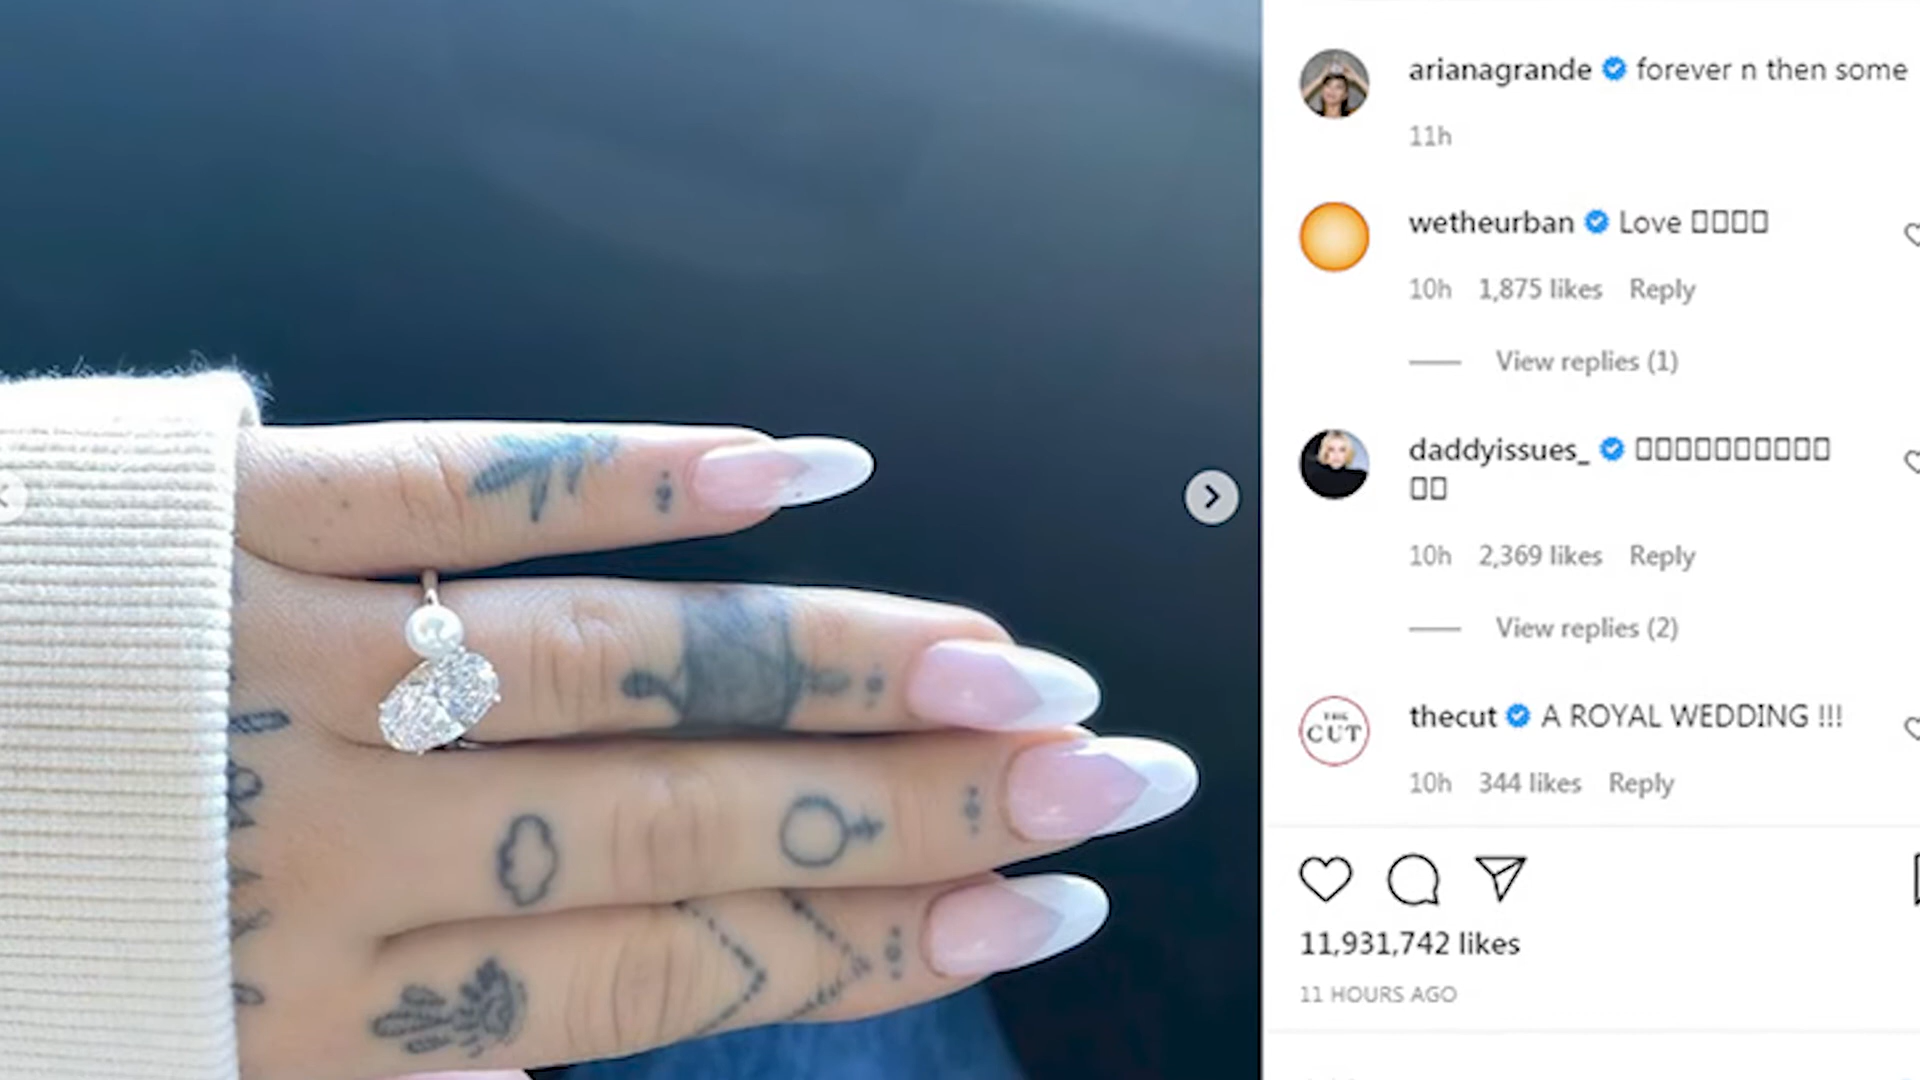 arianagrande forever n then some
11h
wetheurban Love □□□□
10h 1,875 likes Reply
View replies (1)
daddyissues_ □□□□□□□□□□
□□
10h 2,369 likes Reply
View replies (2)
THE
CUT
thecut A ROYAL WEDDING !!!
10h 344 likes Reply
11,931,742 likes
11 HOURS AGO